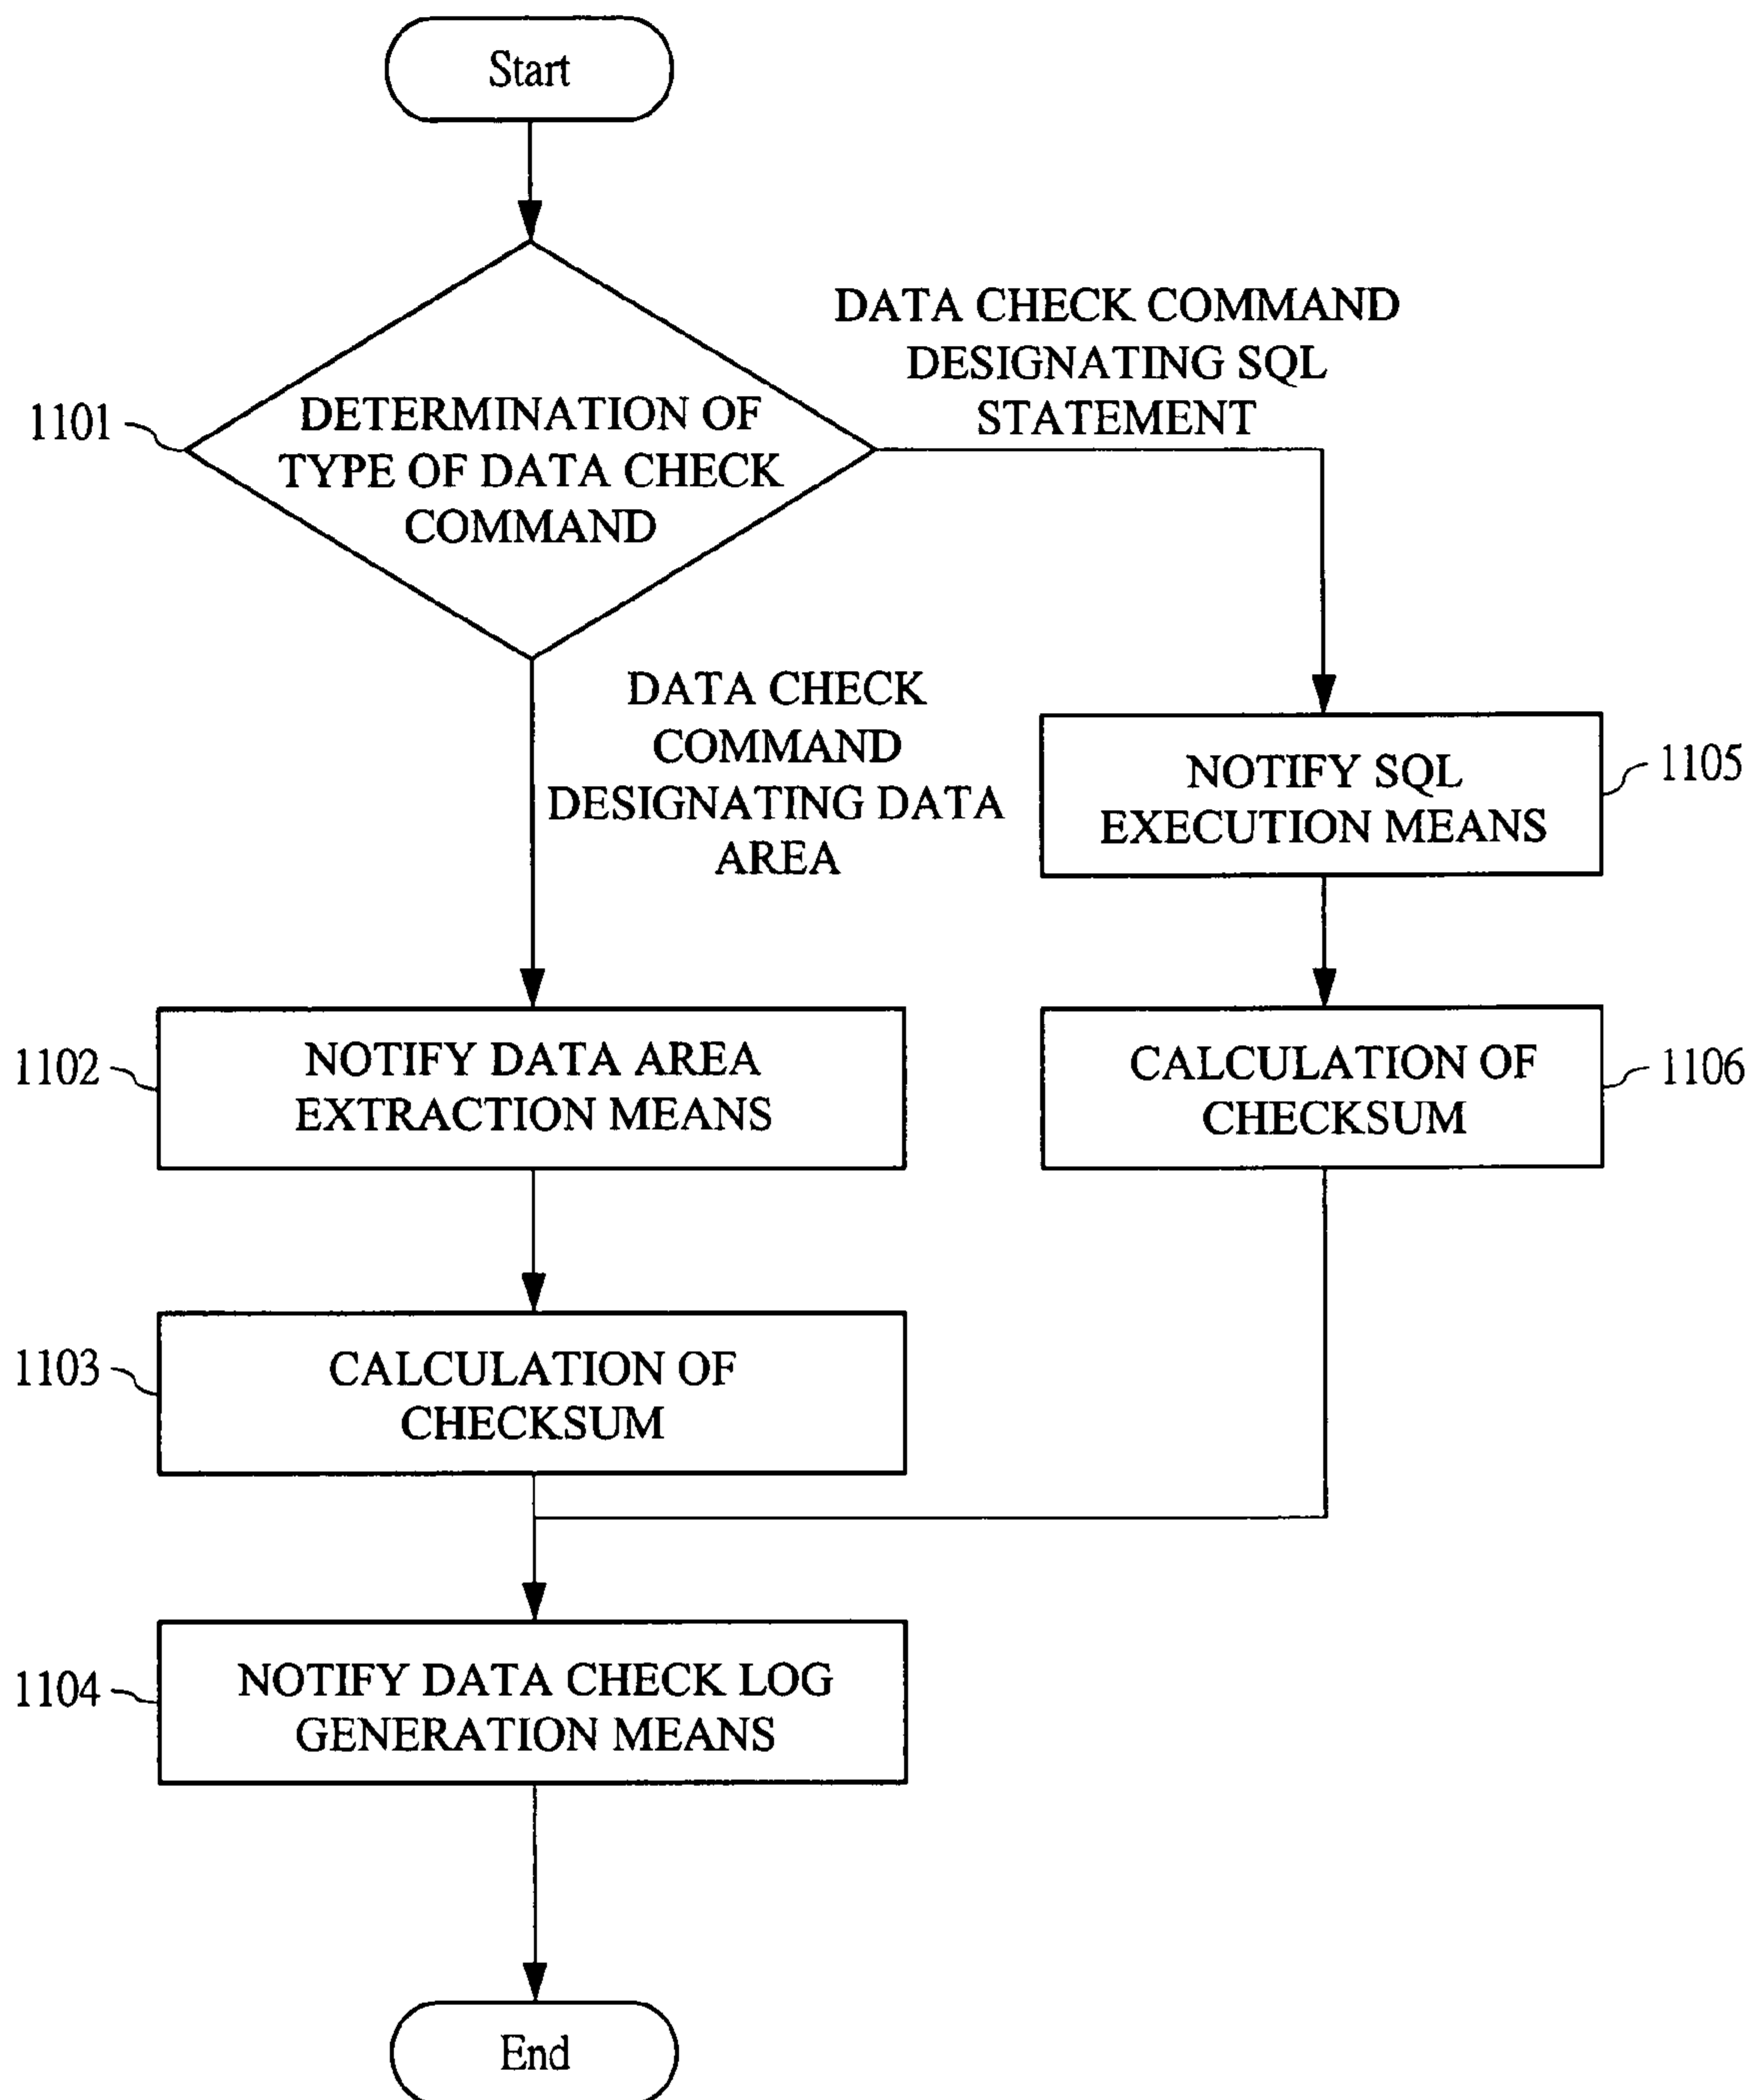 Start
DATA CHECK COMMAND
DESIGNATING SQL
STATEMENT
1101
DETERMINATION OF
TYPE OF DATA CHECK
COMMAND
DATA CHECK
COMMAND
DESIGNATING DATA
AREA
NOTIFY SQL
EXECUTION MEANS
1105
1102
NOTIFY DATA AREA
EXTRACTION MEANS
CALCULATION OF
CHECKSUM
1106
1103
CALCULATION OF
CHECKSUM
1104
NOTIFY DATA CHECK LOG
GENERATION MEANS
End